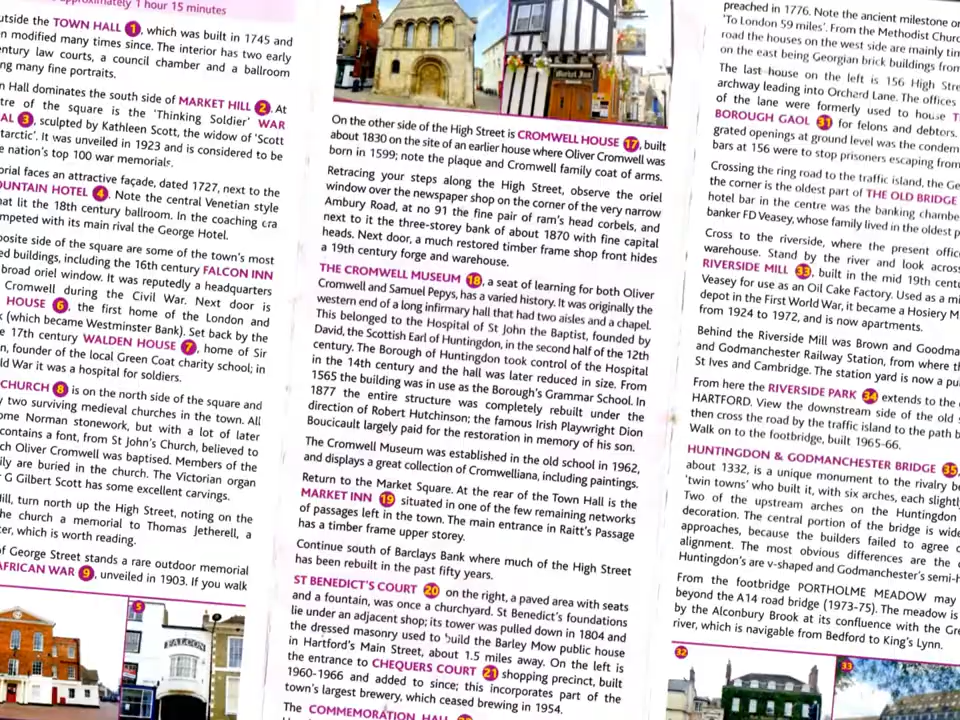 approximately 1 hour 15 minutes
utside the TOWN HALL 1, which was built in 1745 and
en modified many times since. The interior has two early
entury law courts, a council chamber and a ballroom
ng many fine portraits.
n Hall dominates the south side of MARKET HILL 2. At
tre of the square is the 'Thinking Soldier' WAR
AL 3, sculpted by Kathleen Scott, the widow of 'Scott
tarctic'. It was unveiled in 1923 and is considered to be
e nation's top 100 war memorials.
orial faces an attractive façade, dated 1727, next to the
OUNTAIN HOTEL 4. Note the central Venetian style
hat lit the 18th century ballroom. In the coaching era
mpeted with its main rival the George Hotel.
posite side of the square are some of the town's most
ed buildings, including the 16th century FALCON INN
broad oriel window. It was reputedly a headquarters
Cromwell during the Civil War. Next door is
HOUSE 6, the first home of the London and
k (which became Westminster Bank). Set back by the
e 17th century WALDEN HOUSE 7, home of Sir
n, founder of the local Green Coat charity school; in
ld War it was a hospital for soldiers.
CHURCH 8 is on the north side of the square and
y two surviving medieval churches in the town. All
ome Norman stonework, but with a lot of later
contains a font, from St John's Church, believed to
ch Oliver Cromwell was baptised. Members of the
ily are buried in the church. The Victorian organ
r G Gilbert Scott has some excellent carvings.
Hill, turn north up the High Street, noting on the
he church a memorial to Thomas Jetherell, a
ter, which is worth reading.
of George Street stands a rare outdoor memorial
AFRICAN WAR 9, unveiled in 1903. If you walk
5
FALCON
Market Inn
On the other side of the High Street is CROMWELL HOUSE 17, built
about 1830 on the site of an earlier house where Oliver Cromwell was
born in 1599; note the plaque and Cromwell family coat of arms.
Retracing your steps along the High Street, observe the oriel
window over the newspaper shop on the corner of the very narrow
Ambury Road, at no 91 the fine pair of ram's head corbels, and
next to it the three-storey bank of about 1870 with fine capital
heads. Next door, a much restored timber frame shop front hides
a 19th century forge and warehouse.
THE CROMWELL MUSEUM 18, a seat of learning for both Oliver
Cromwell and Samuel Pepys, has a varied history. It was originally the
western end of a long infirmary hall that had two aisles and a chapel.
This belonged to the Hospital of St John the Baptist, founded by
David, the Scottish Earl of Huntingdon, in the second half of the 12th
century. The Borough of Huntingdon took control of the Hospital
in the 14th century and the hall was later reduced in size. From
1565 the building was in use as the Borough's Grammar School. In
1877 the entire structure was completely rebuilt under the
direction of Robert Hutchinson; the famous Irish Playwright Dion
Boucicault largely paid for the restoration in memory of his son.
The Cromwell Museum was established in the old school in 1962,
and displays a great collection of Cromwelliana, including paintings.
Return to the Market Square. At the rear of the Town Hall is the
MARKET INN 19 situated in one of the few remaining networks
of passages left in the town. The main entrance in Raitt's Passage
has a timber frame upper storey.
Continue south of Barclays Bank where much of the High Street
has been rebuilt in the past fifty years.
ST BENEDICT'S COURT 20 on the right, a paved area with seats
and a fountain, was once a churchyard. St Benedict's foundations
lie under an adjacent shop; its tower was pulled down in 1804 and
the dressed masonry used to build the Barley Mow public house
in Hartford's Main Street, about 1.5 miles away. On the left is
the entrance to CHEQUERS COURT 21 shopping precinct, built
1960-1966 and added to since; this incorporates part of the
town's largest brewery, which ceased brewing in 1954.
The COMMEMORATION HALL
preached in 1776. Note the ancient milestone on
'To London 59 miles'. From the Methodist Churc
road the houses on the west side are mainly tim
on the east being Georgian brick buildings from
The last house on the left is 156 High Stre
archway leading into Orchard Lane. The offices
of the lane were formerly used to house T
BOROUGH GAOL 31 for felons and debtors.
grated openings at ground level was the condem
bars at 156 were to stop prisoners escaping from
Crossing the ring road to the traffic island, the Ge
the corner is the oldest part of THE OLD BRIDGE
hotel bar in the centre was the banking chambe
banker FD Veasey, whose family lived in the oldest p
Cross to the riverside, where the present offic
warehouse. Stand by the river and look across
RIVERSIDE MILL 33, built in the mid 19th centu
Veasey for use as an Oil Cake Factory. Used as a mi
depot in the First World War, it became a Hosiery M
from 1924 to 1972, and is now apartments.
Behind the Riverside Mill was Brown and Goodma
and Godmanchester Railway Station, from where th
St Ives and Cambridge. The station yard is now a pu
From here the RIVERSIDE PARK 34 extends to the
HARTFORD. View the downstream side of the old
then cross the road by the traffic island to the path b
Walk on to the footbridge, built 1965-66.
HUNTINGDON & GODMANCHESTER BRIDGE 35,
about 1332, is a unique monument to the rivalry be
'twin towns' who built it, with six arches, each slightly
Two of the upstream arches on the Huntingdon
decoration. The central portion of the bridge is wide
approaches, because the builders failed to agree o
alignment. The most obvious differences are the
Huntingdon's are v-shaped and Godmanchester's semi-h
From the footbridge PORTHOLME MEADOW may
beyond the A14 road bridge (1973-75). The meadow is
by the Alconbury Brook at its confluence with the Gre
river, which is navigable from Bedford to King's Lynn.
32
33